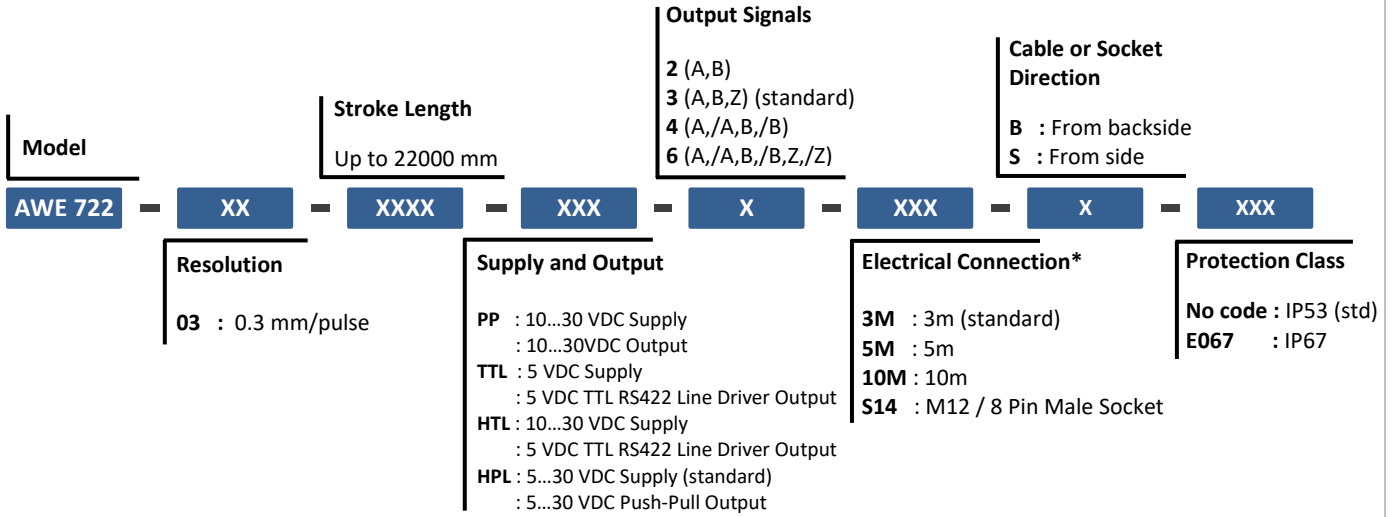 Output Signals
2 (A,B)
3 (A,B,Z) (standard)
4 (A,/A,B,/B)
6 (A,/A,B,/B,Z,/Z)
Cable or Socket
Direction
B : From backside
S : From side
Stroke Length
Up to 22000 mm
Model
AWE 722 – XX – XXXX – XXX – X – XXX – X – XXX
Resolution
03 : 0.3 mm/pulse
Supply and Output
PP : 10...30 VDC Supply
: 10...30VDC Output
TTL : 5 VDC Supply
: 5 VDC TTL RS422 Line Driver Output
HTL : 10...30 VDC Supply
: 5 VDC TTL RS422 Line Driver Output
HPL : 5...30 VDC Supply (standard)
: 5...30 VDC Push-Pull Output
Electrical Connection*
3M : 3m (standard)
5M : 5m
10M : 10m
S14 : M12 / 8 Pin Male Socket
Protection Class
No code : IP53 (std)
E067 : IP67